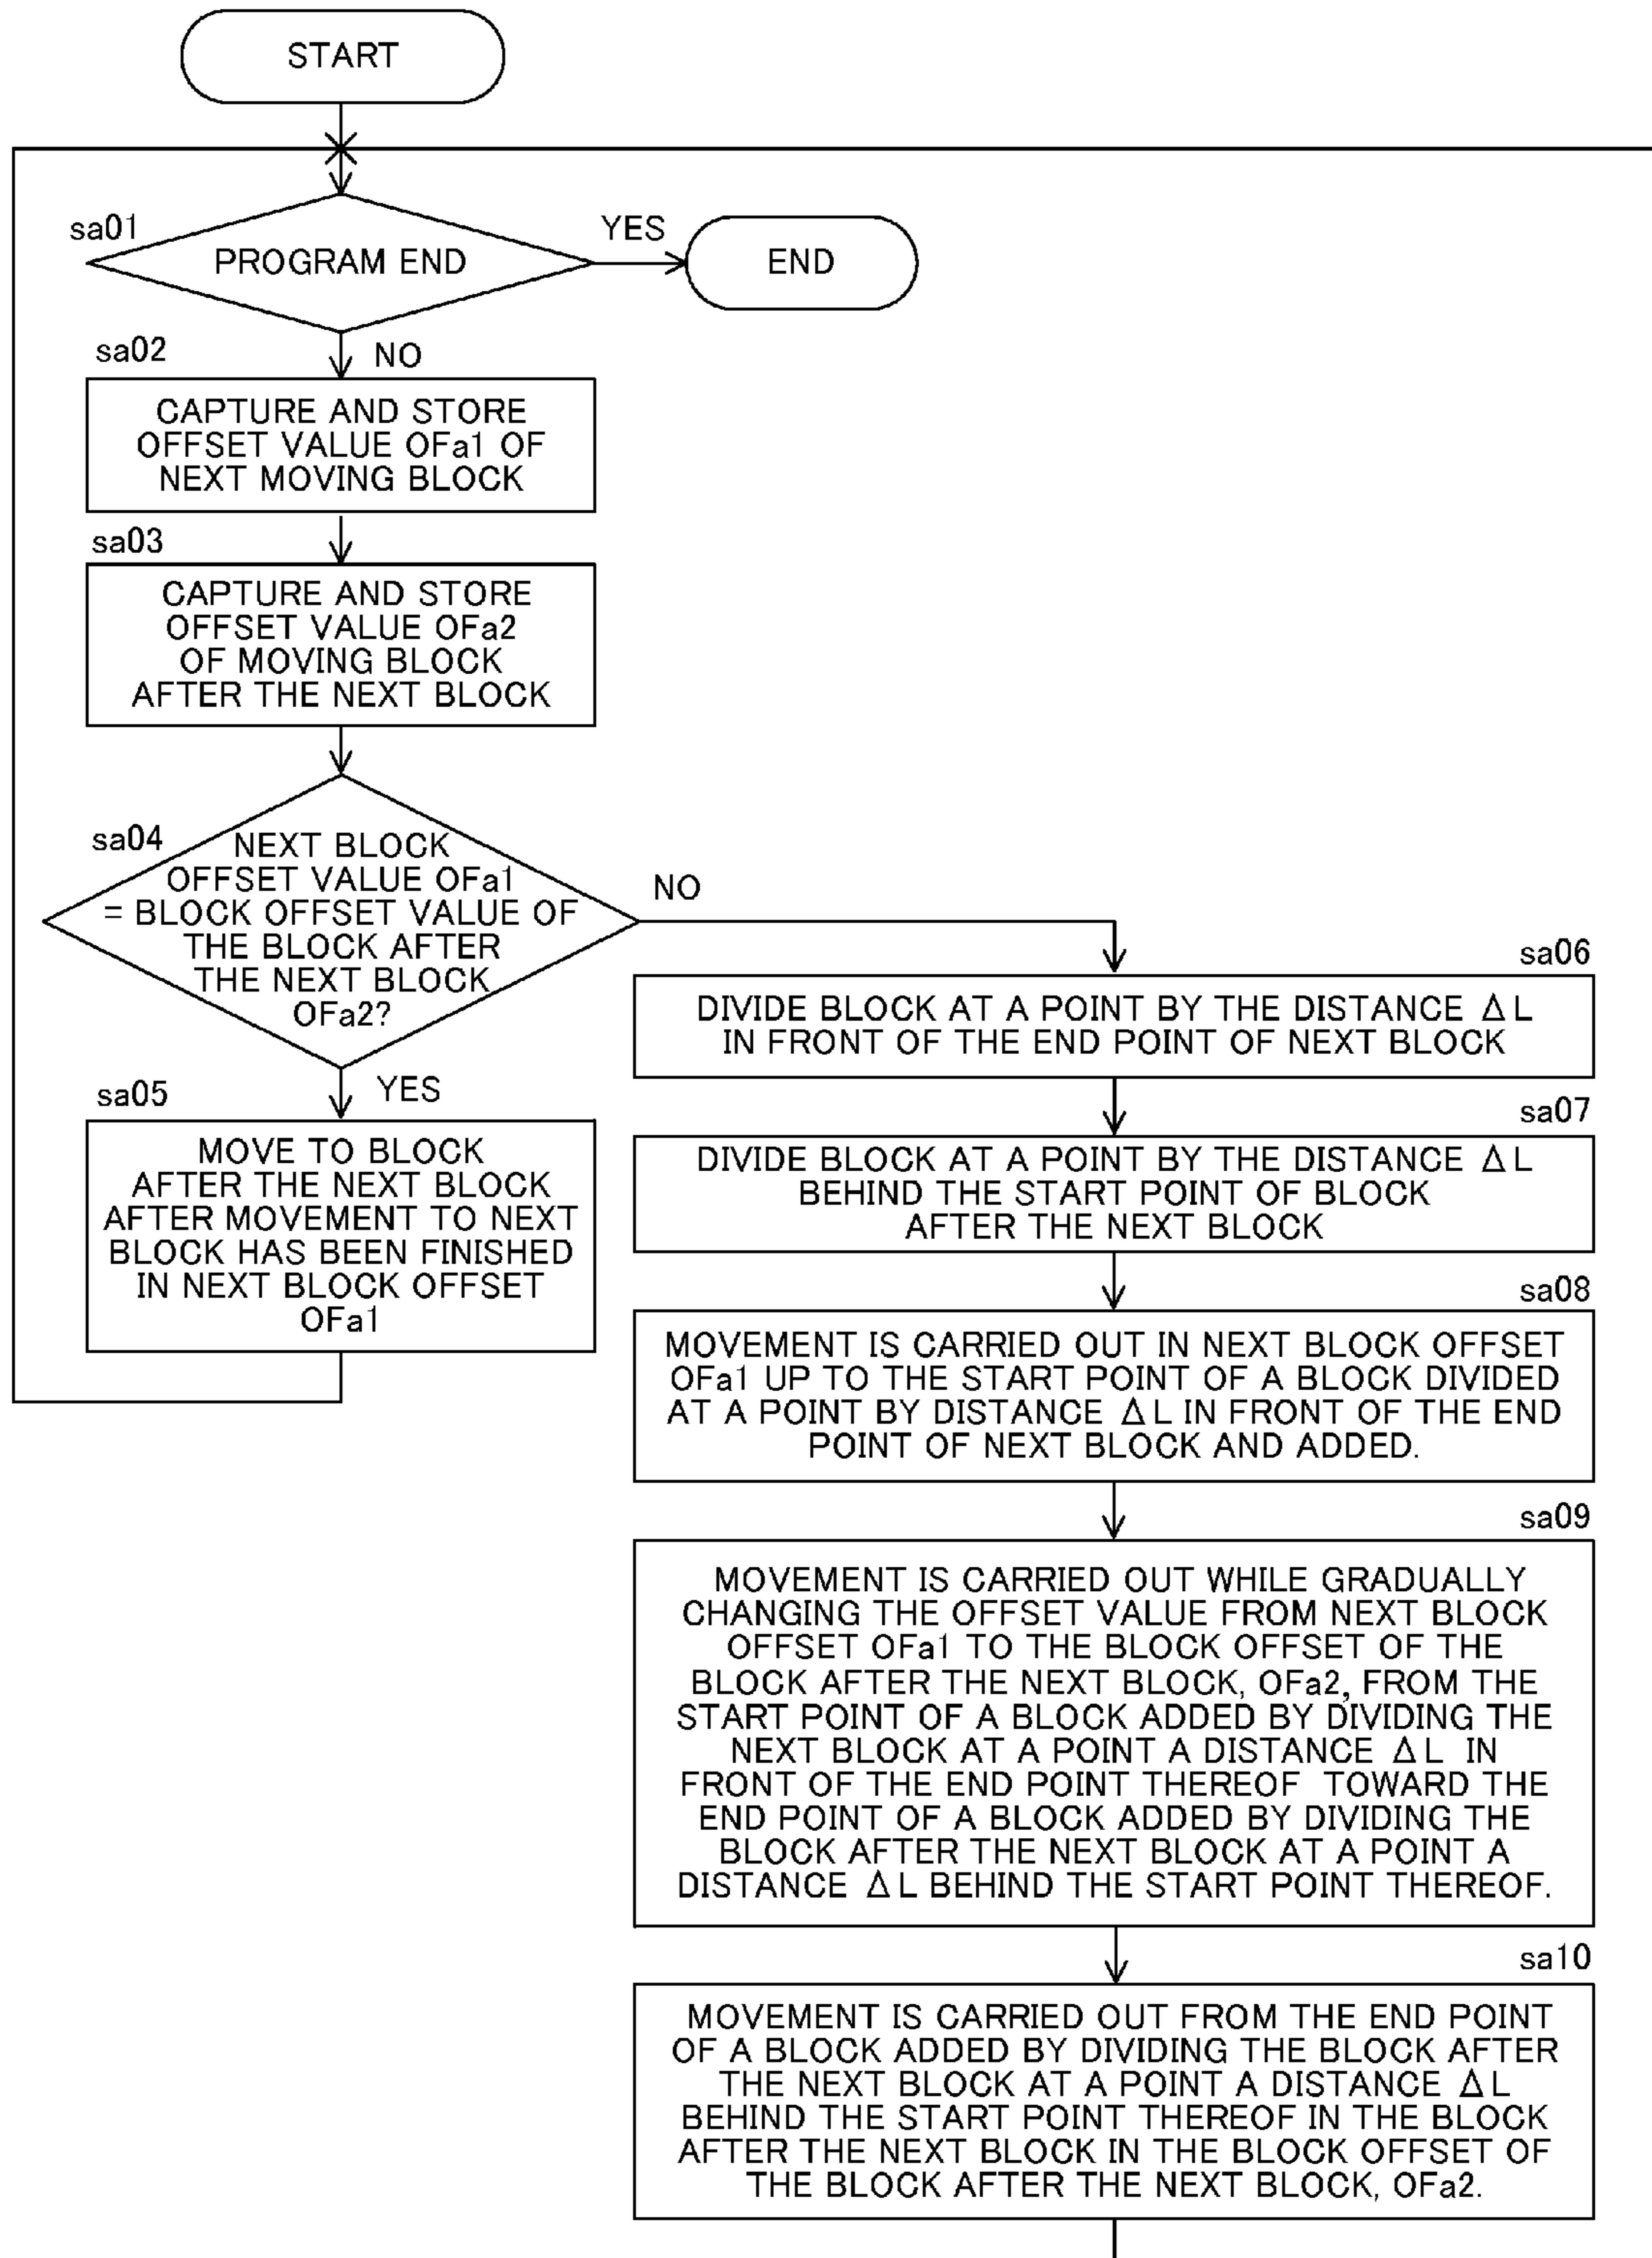 START
sa01
PROGRAM END
YES
END
sa02
NO
CAPTURE AND STORE
OFFSET VALUE OFa1 OF
NEXT MOVING BLOCK
sa03
CAPTURE AND STORE
OFFSET VALUE OFa2
OF MOVING BLOCK
AFTER THE NEXT BLOCK
sa04
NEXT BLOCK
OFFSET VALUE OFa1
= BLOCK OFFSET VALUE OF
THE BLOCK AFTER
THE NEXT BLOCK
OFa2?
NO
sa05
YES
MOVE TO BLOCK
AFTER THE NEXT BLOCK
AFTER MOVEMENT TO NEXT
BLOCK HAS BEEN FINISHED
IN NEXT BLOCK OFFSET
OFa1
sa06
DIVIDE BLOCK AT A POINT BY THE DISTANCE ΔL
IN FRONT OF THE END POINT OF NEXT BLOCK
sa07
DIVIDE BLOCK AT A POINT BY THE DISTANCE ΔL
BEHIND THE START POINT OF BLOCK
AFTER THE NEXT BLOCK
sa08
MOVEMENT IS CARRIED OUT IN NEXT BLOCK OFFSET
OFa1 UP TO THE START POINT OF A BLOCK DIVIDED
AT A POINT BY DISTANCE ΔL IN FRONT OF THE END
POINT OF NEXT BLOCK AND ADDED.
sa09
MOVEMENT IS CARRIED OUT WHILE GRADUALLY
CHANGING THE OFFSET VALUE FROM NEXT BLOCK
OFFSET OFa1 TO THE BLOCK OFFSET OF THE
BLOCK AFTER THE NEXT BLOCK, OFa2, FROM THE
START POINT OF A BLOCK ADDED BY DIVIDING THE
NEXT BLOCK AT A POINT A DISTANCE ΔL IN
FRONT OF THE END POINT THEREOF TOWARD THE
END POINT OF A BLOCK ADDED BY DIVIDING THE
BLOCK AFTER THE NEXT BLOCK AT A POINT A
DISTANCE ΔL BEHIND THE START POINT THEREOF.
sa10
MOVEMENT IS CARRIED OUT FROM THE END POINT
OF A BLOCK ADDED BY DIVIDING THE BLOCK AFTER
THE NEXT BLOCK AT A POINT A DISTANCE ΔL
BEHIND THE START POINT THEREOF IN THE BLOCK
AFTER THE NEXT BLOCK IN THE BLOCK OFFSET OF
THE BLOCK AFTER THE NEXT BLOCK, OFa2.